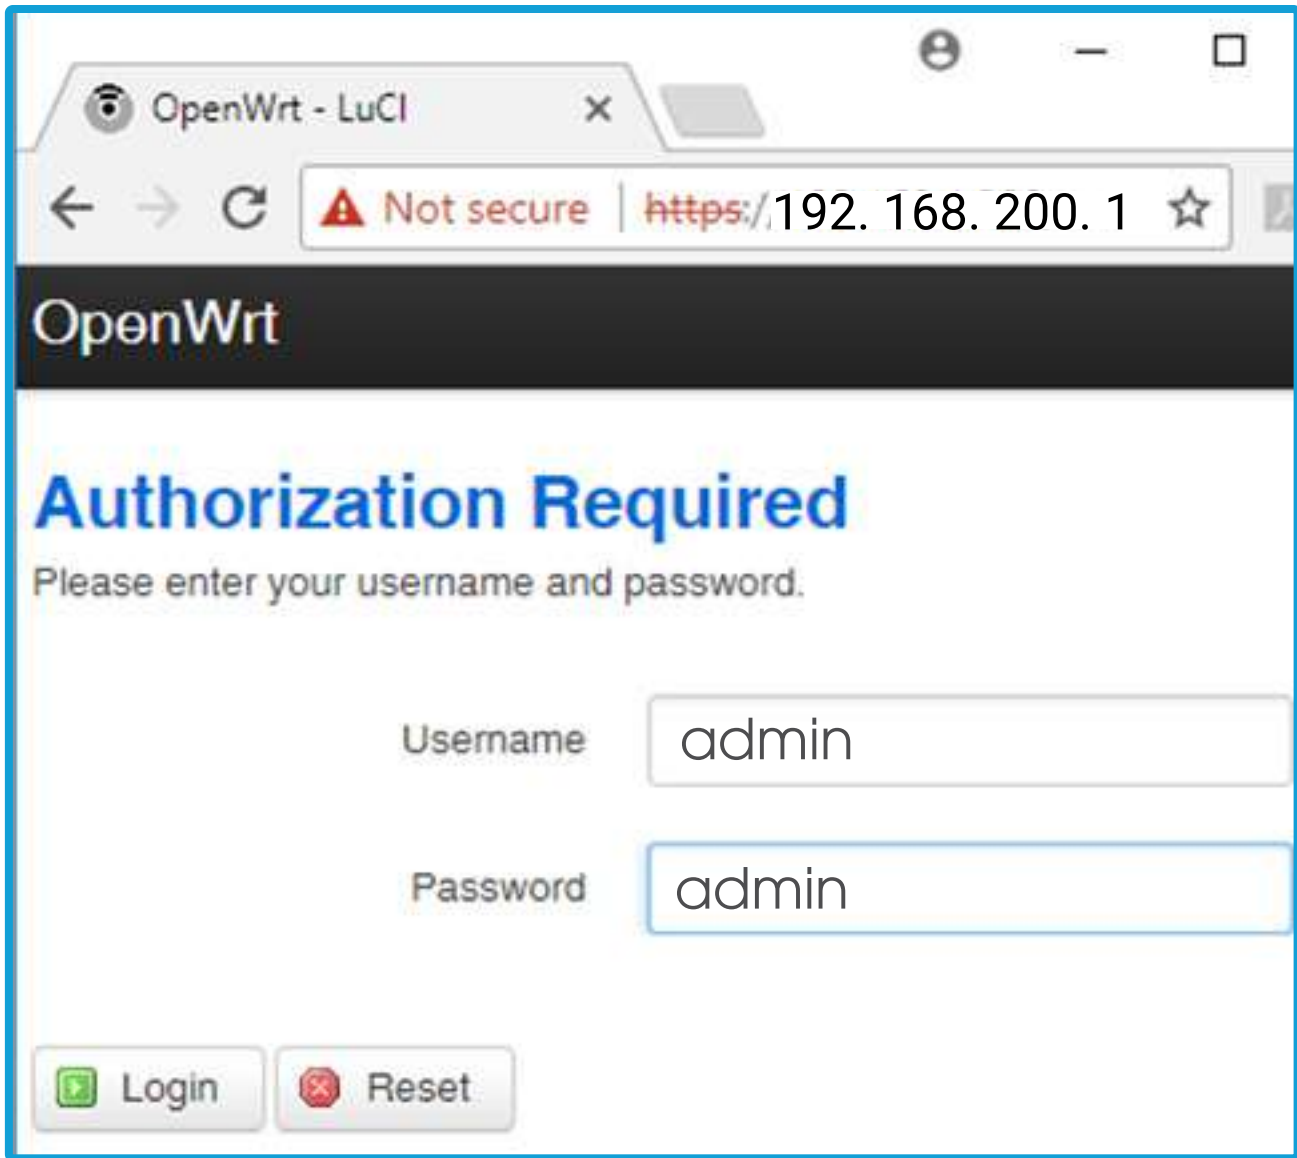 OpenWrt - LuCI
Not secure https://192. 168. 200. 1
OpenWrt
Authorization Required
Please enter your username and password.
Username admin
Password admin
Login Reset